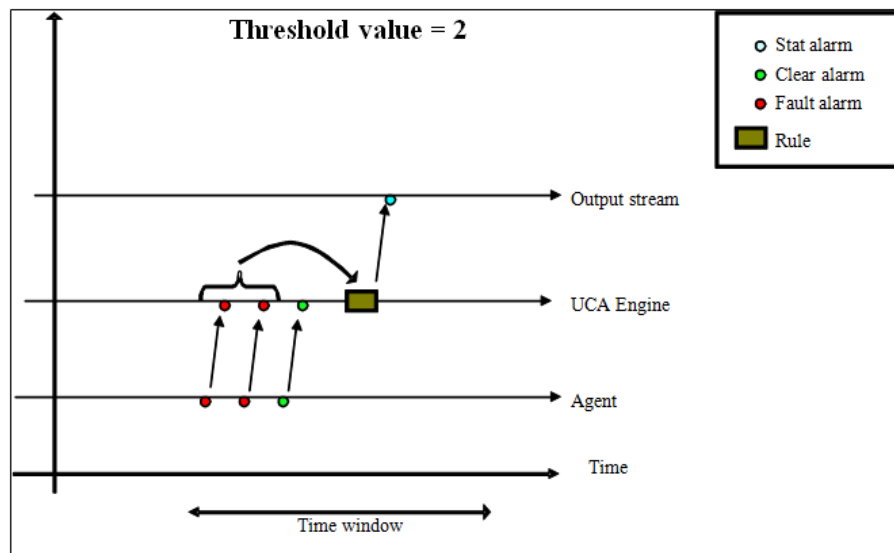 Threshold value = 2
Stat alarm
Clear alarm
Fault alarm
Rule
Output stream
UCA Engine
Agent
Time
Time window